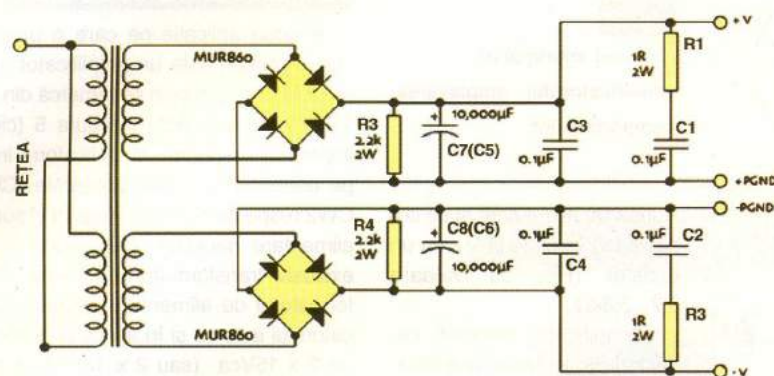 MUR860
+V
1R
2W
R1
RETEA
R3
2.2k
2W
+
10,000µF
C7(C5)
C3
0.1µF
C1
0.1µF
+PGND
-PGND
R4
2.2k
2W
+
C8(C6)
10,000µF
0.1µF
C4
0.1µF
C2
MUR860
1R
2W
R3
-V